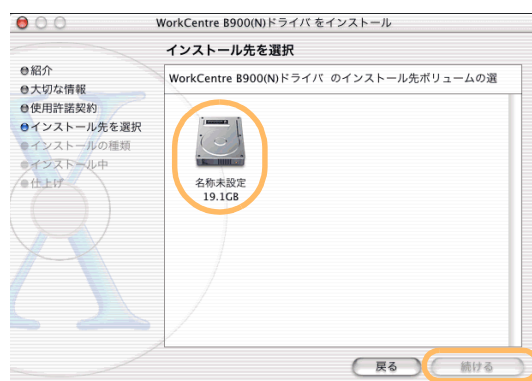 WorkCentre B900(N)ドライバ をインストール
インストール先を選択
紹介
大切な情報
使用許諾契約
インストール先を選択
インストールの種類
インストール中
仕上げ
WorkCentre B900(N)ドライバ のインストール先ボリュームの選
名称未設定
19.1GB
戻る
続ける